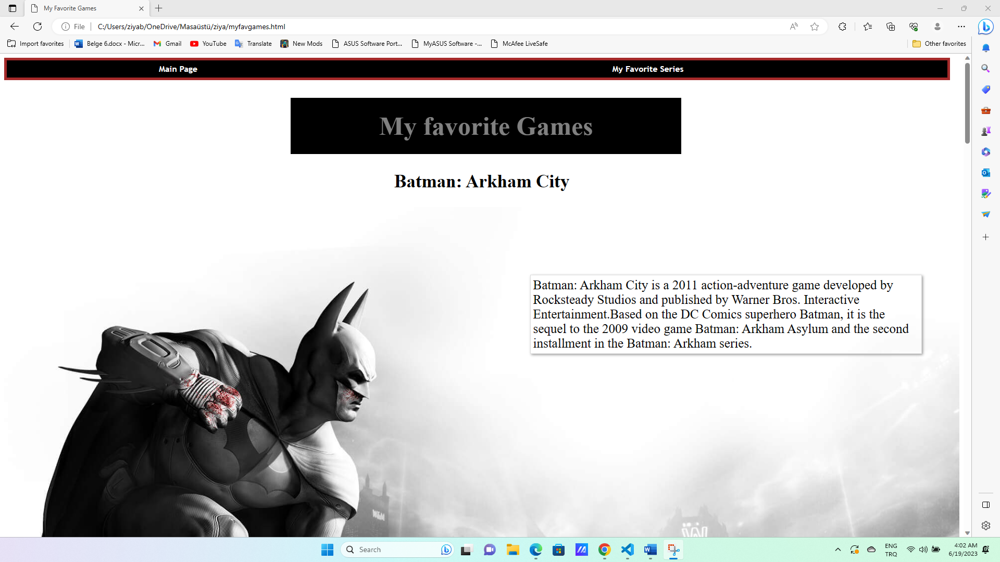 My Favorite Games
File
C:/Users/ziyab/OneDrive/Masaüstü/ziya/myfavgames.html
Import favorites
Belge 6.docx - Micr...
Gmail
YouTube
Translate
New Mods
ASUS Software Port...
MyASUS Software -...
McAfee LiveSafe
Other favorites
Main Page
My Favorite Series
My favorite Games
Batman: Arkham City
Batman: Arkham City is a 2011 action-adventure game developed by
Rocksteady Studios and published by Warner Bros. Interactive
Entertainment.Based on the DC Comics superhero Batman, it is the
sequel to the 2009 video game Batman: Arkham Asylum and the second
installment in the Batman: Arkham series.
Search
ENG
TRQ
4:02 AM
6/19/2023